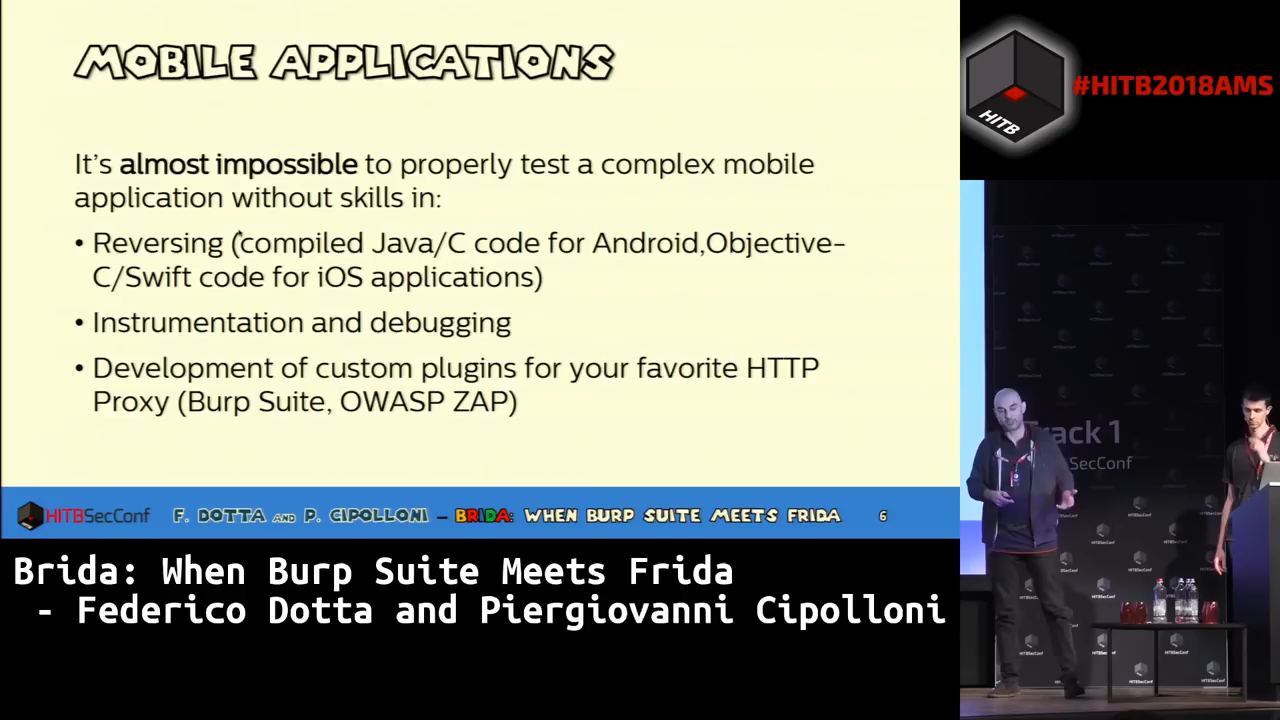 MOBILE APPLICATIONS
It's almost impossible to properly test a complex mobile
application without skills in:
• Reversing (compiled Java/C code for Android,Objective-
C/Swift code for iOS applications)
• Instrumentation and debugging
• Development of custom plugins for your favorite HTTP
Proxy (Burp Suite, OWASP ZAP)
HITBSecConf F. DOTTA AND P. CIPOLLONI – BRIDA: WHEN BURP SUITE MEETS FRIDA 6
Brida: When Burp Suite Meets Frida
- Federico Dotta and Piergiovanni Cipolloni
HITB
#HITB2018AMS
Track 1
SecConf
HITBSecConf